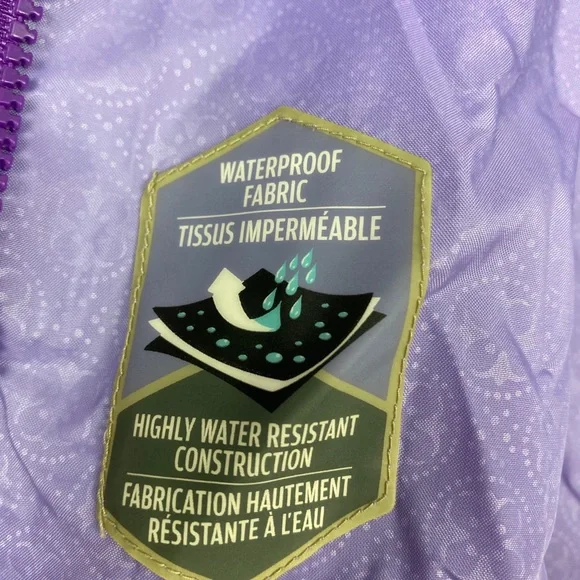 WATERPROOF
FABRIC
TISSUS IMPERMÉABLE
HIGHLY WATER RESISTANT
CONSTRUCTION
FABRICATION HAUTEMENT
RÉSISTANTE À L'EAU